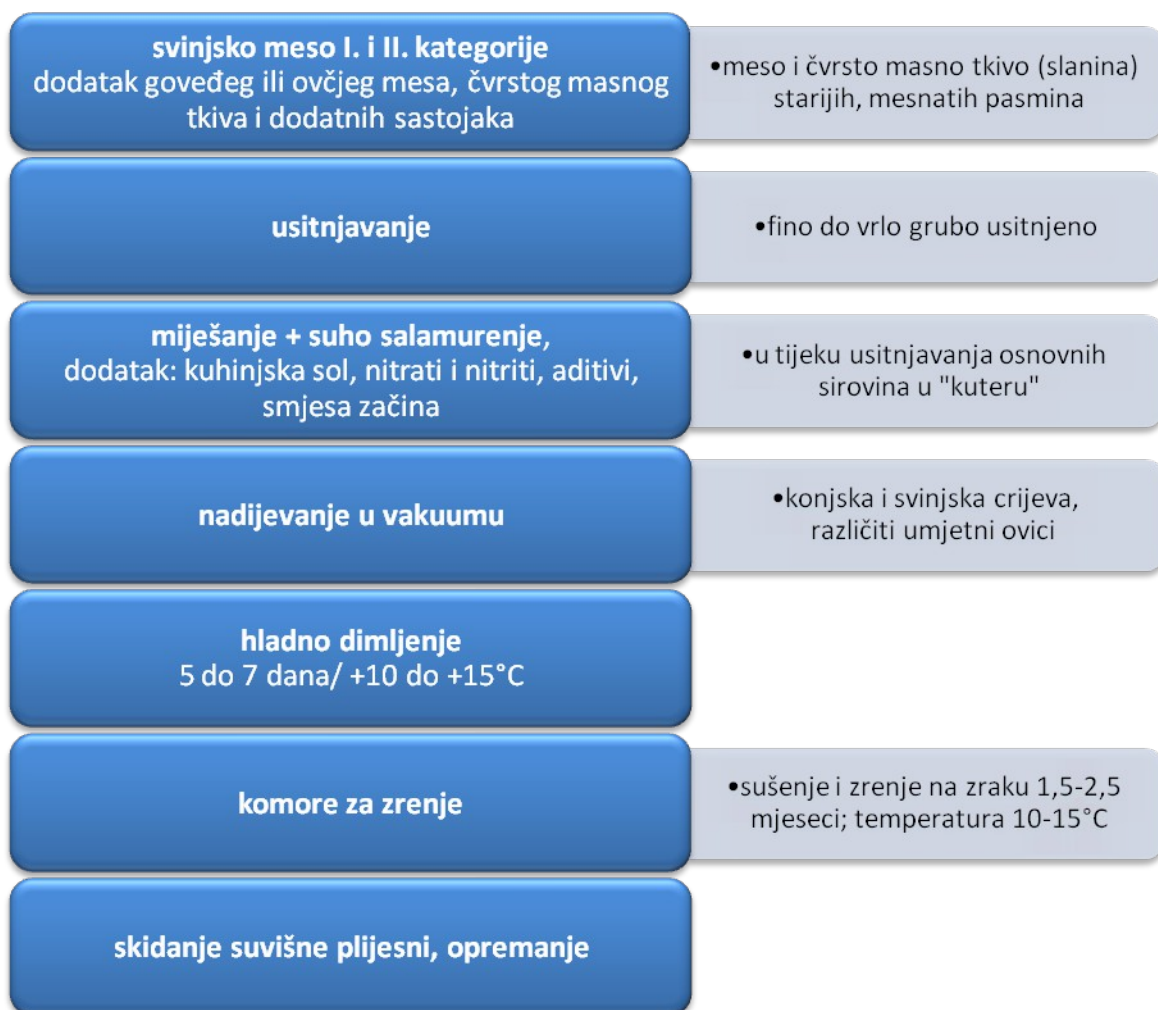 svinjsko meso I. i II. kategorije
dodatak goveđeg ili ovčjeg mesa, čvrstog masnog
tkiva i dodatnih sastojaka
•meso i čvrsto masno tkivo (slanina)
starijih, mesnatih pasmina
usitnjavanje
•fino do vrlo grubo usitnjeno
miješanje + suho salamurenje,
dodatak: kuhinjska sol, nitrati i nitriti, aditivi,
smjesa začina
•u tijeku usitnjavanja osnovnih
sirovina u "kuteru"
nadijevanje u vakuumu
•konjska i svinjska crijeva,
različiti umjetni ovici
hladno dimljenje
5 do 7 dana/ +10 do +15°C
komore za zrenje
•sušenje i zrenje na zraku 1,5-2,5
mjeseci; temperatura 10-15°C
skidanje suvišne plijesni, opremanje